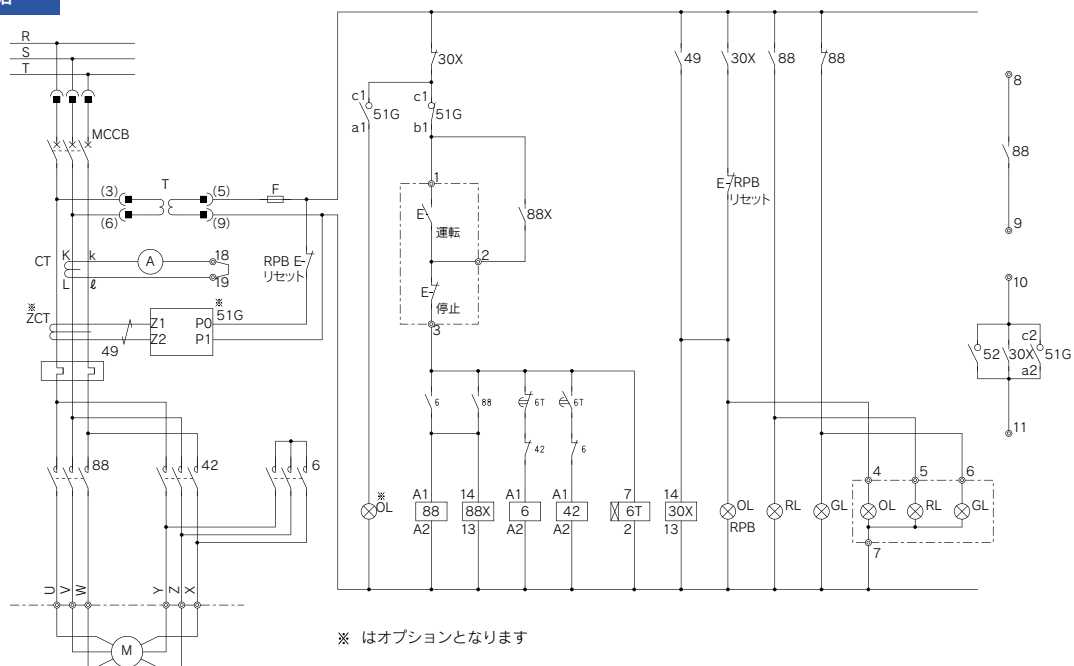 R
S
T
MCCB
(3)
T
(5)
F
(6)
(9)
CT
K
k
A
18
L
ℓ
19
RPB E
リセット
※
ZCT
※
51G
Z1
P0
Z2
P1
49
88
42
6
U
V
W
Y
Z
X
M
30X
c1
51G
a1
c1
51G
b1
1
E
運転
88X
2
E
停止
3
6
88
6T
6T
42
6
※
OL
A1
88
A2
14
88X
13
A1
6
A2
A1
42
A2
7
6T
2
14
30X
13
49
30X
88
88
E
RPB
リセット
OL
RPB
RL
GL
4
5
6
OL
RL
GL
7
8
88
9
10
52
30X
c2
51G
a2
11
※ はオプションとなります